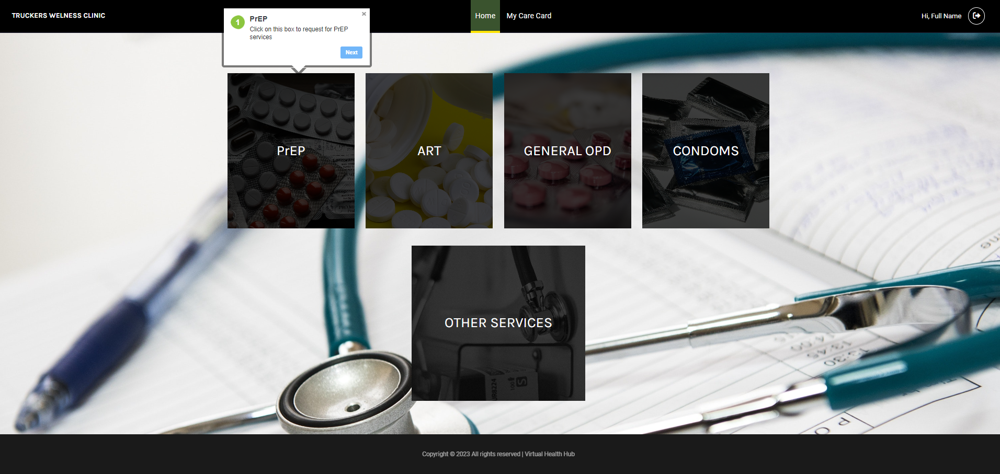 TRUCKERS WELNESS CLINIC
Home
My Care Card
Hi, Full Name
1
PrEP
×
Click on this box to request for PrEP
services
Next
PrEP
ART
GENERAL OPD
CONDOMS
OTHER SERVICES
Copyright © 2023 All rights reserved | Virtual Health Hub